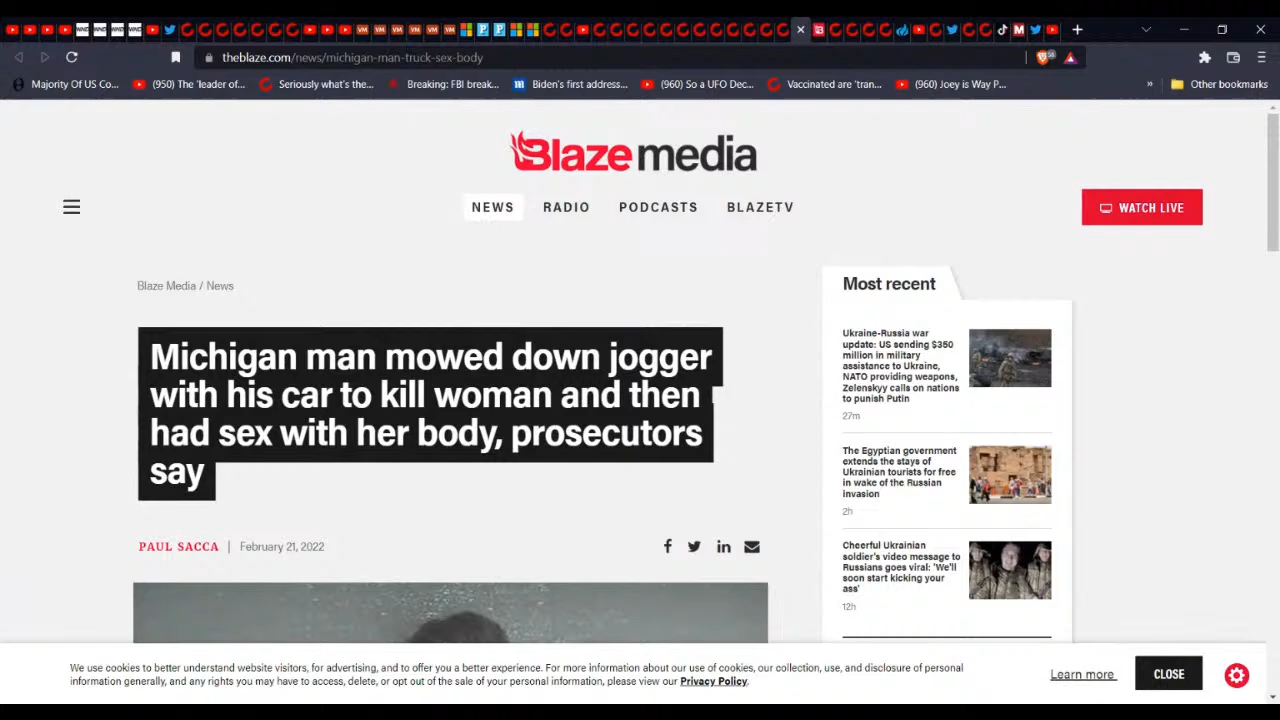 theblaze.com/news/michigan-man-truck-sex-body
Majority Of US Co... (950) The 'leader of... Seriously what's the... Breaking: FBI break... Biden's first address... (960) So a UFO Dec... Vaccinated are 'tran... (960) Joey is Way P... » Other bookmarks
Blaze media
NEWS RADIO PODCASTS BLAZETV
WATCH LIVE
Blaze Media / News
Michigan man mowed down jogger
with his car to kill woman and then
had sex with her body, prosecutors
say
PAUL SACCA | February 21, 2022
Most recent
Ukraine-Russia war
update: US sending $350
million in military
assistance to Ukraine,
NATO providing weapons,
Zelenskyy calls on nations
to punish Putin
27m
The Egyptian government
extends the stays of
Ukrainian tourists for free
in wake of the Russian
invasion
2h
Cheerful Ukrainian
soldier's video message to
Russians goes viral: 'We'll
soon start kicking your
ass'
12h
We use cookies to better understand website visitors, for advertising, and to offer you a better experience. For more information about our use of cookies, our collection, use, and disclosure of personal
information generally, and any rights you may have to access, delete, or opt out of the sale of your personal information, please view our Privacy Policy.
Learn more
CLOSE